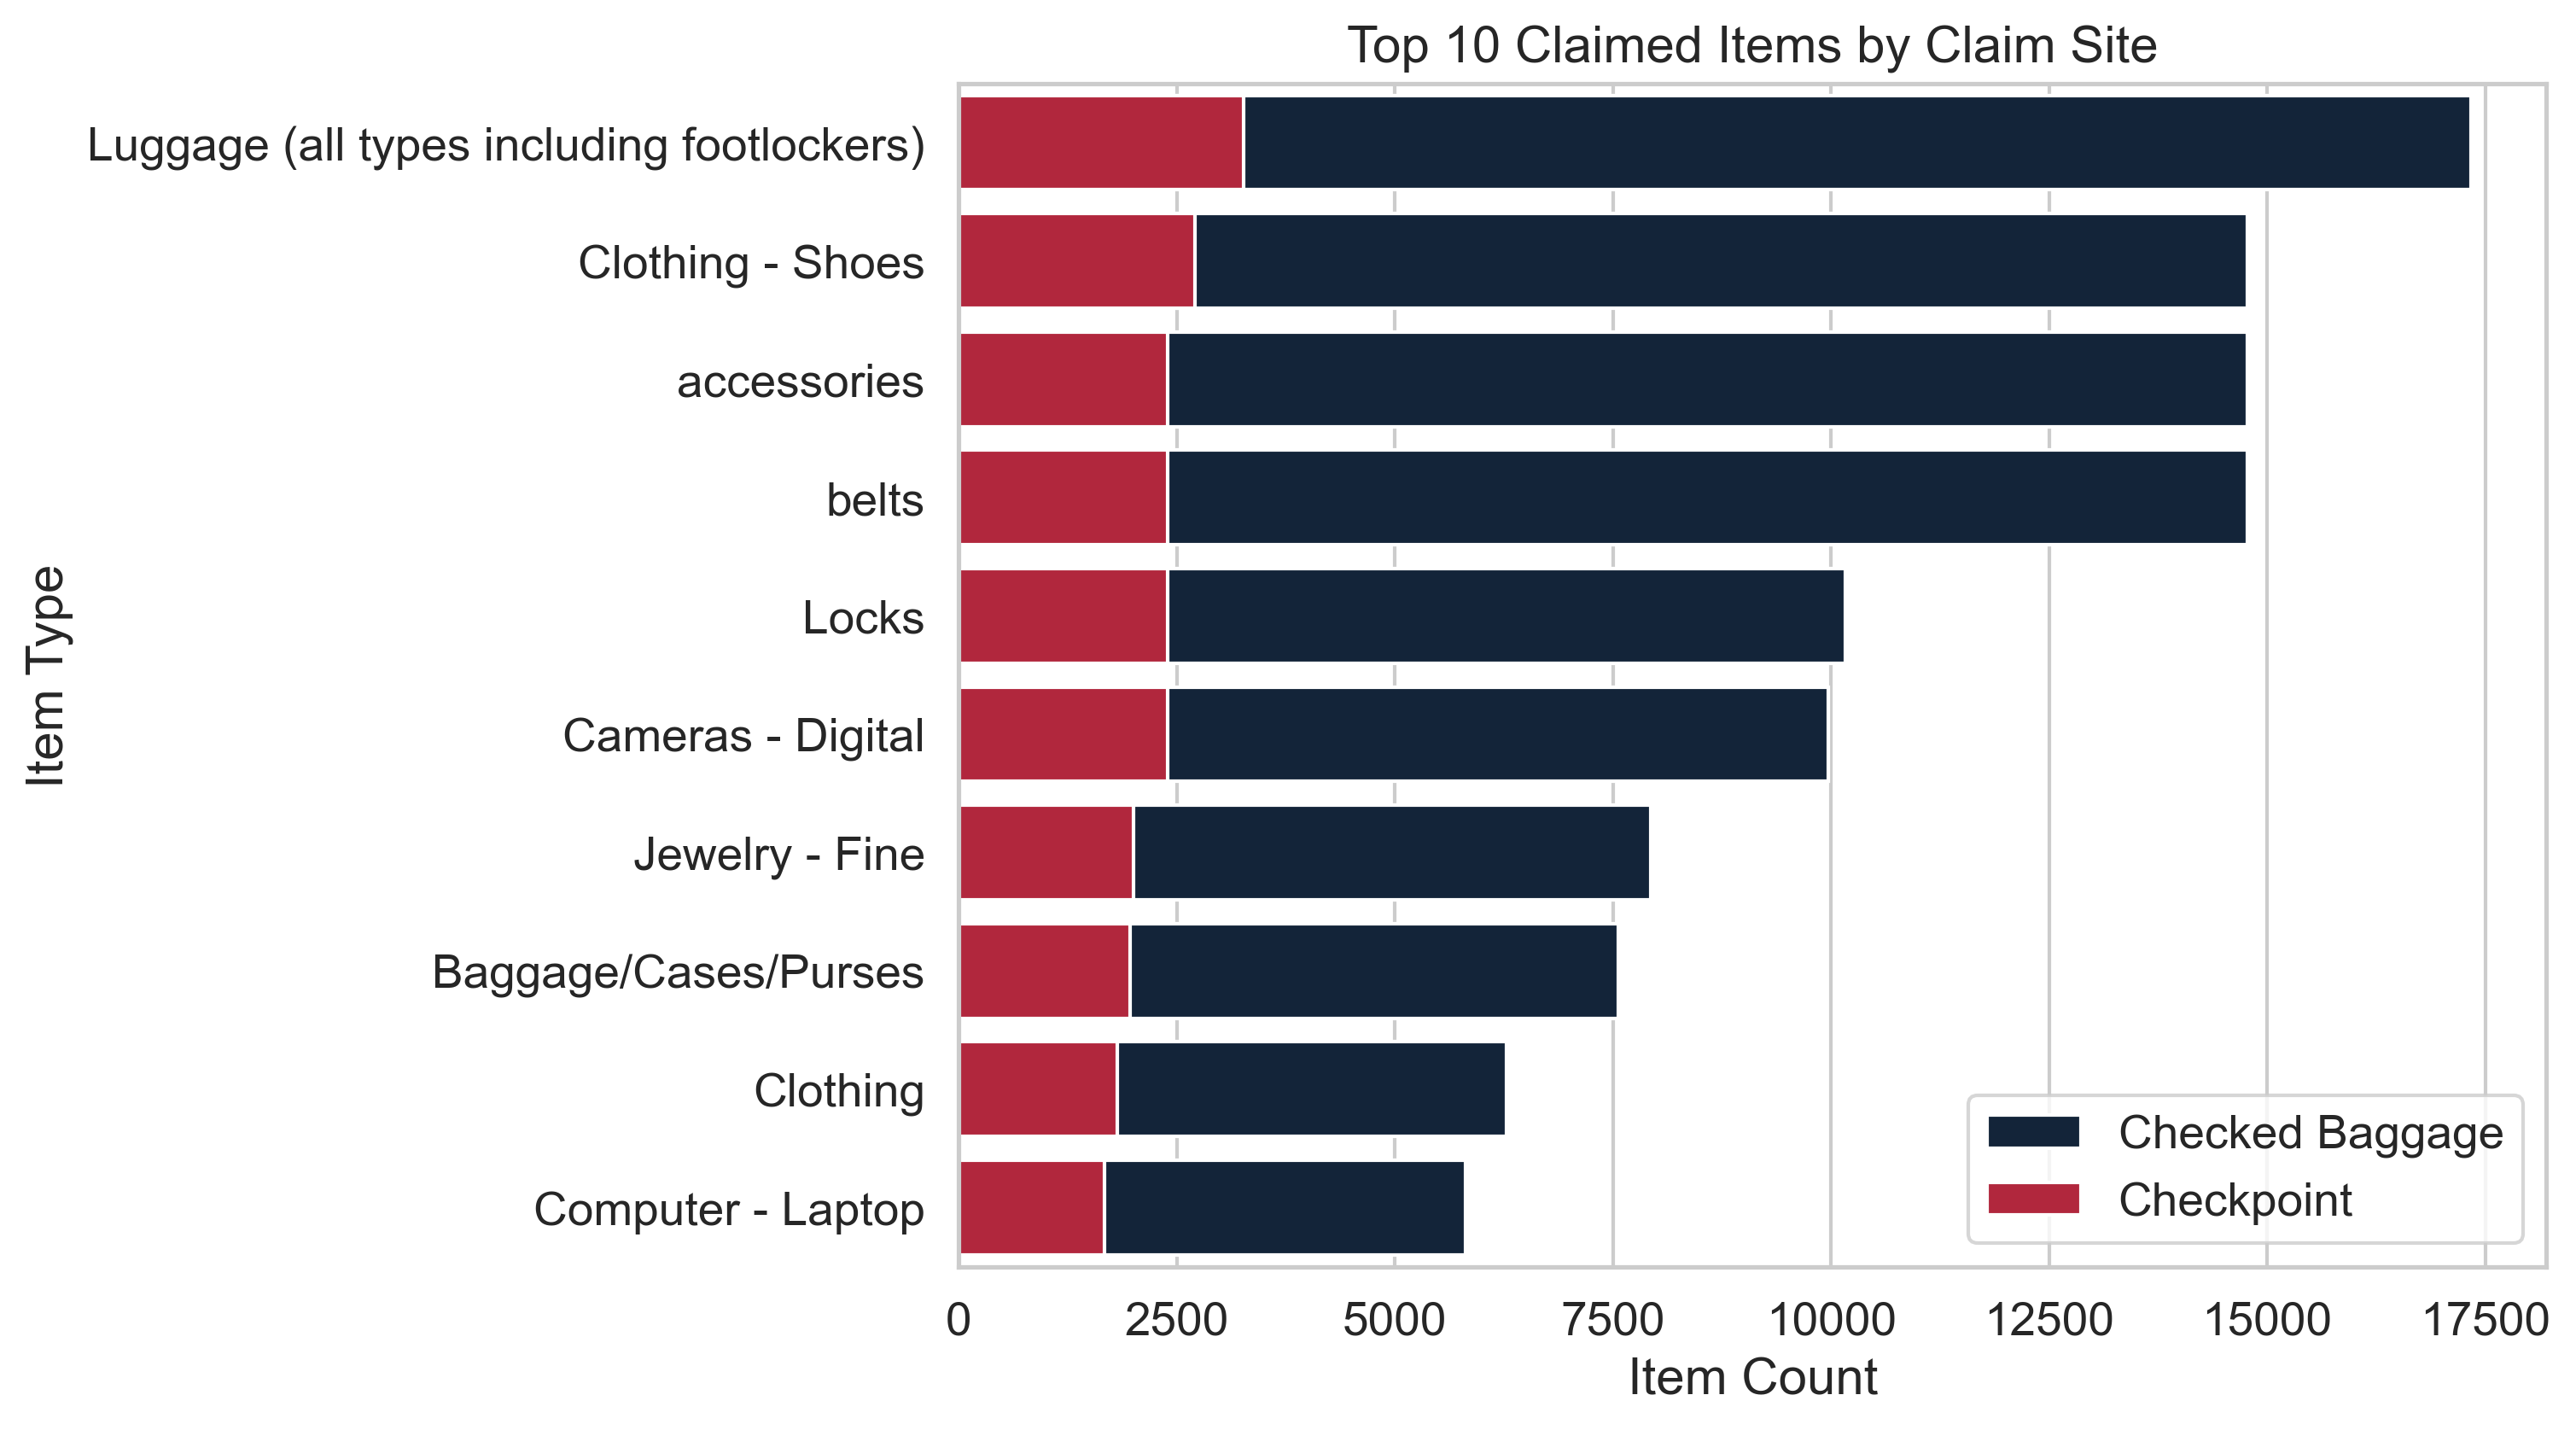 Top 10 Claimed Items by Claim Site
Luggage (all types including footlockers)
Clothing - Shoes
accessories
belts
Locks
Cameras - Digital
Jewelry - Fine
Baggage/Cases/Purses
Clothing
Computer - Laptop
Item Type
Checked Baggage
Checkpoint
0 2500 5000 7500 10000 12500 15000 17500
Item Count